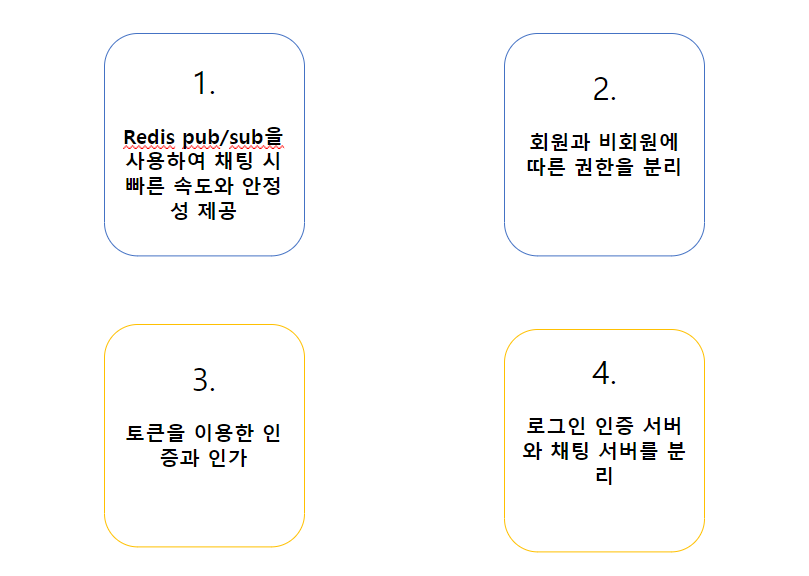 1.
Redis pub/sub을
사용하여 채팅 시
빠른 속도와 안정
성 제공
2.
회원과 비회원에
따른 권한을 분리
3.
토큰을 이용한 인
증과 인가
4.
로그인 인증 서버
와 채팅 서버를 분
리